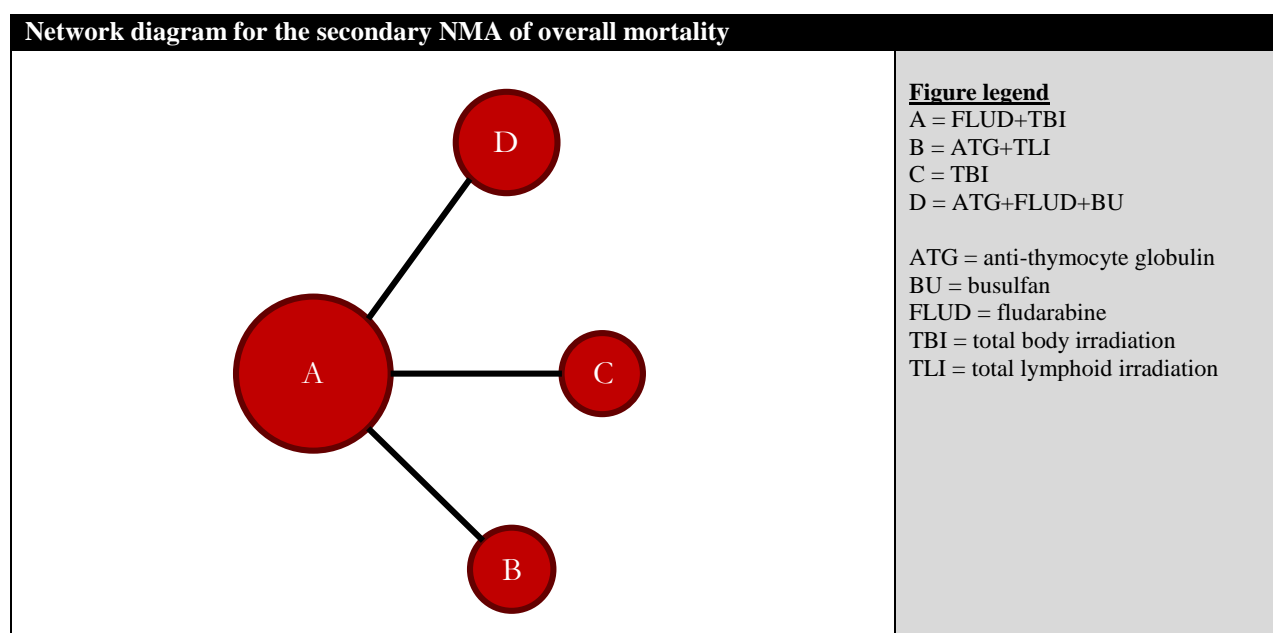 Network diagram for the secondary NMA of overall mortality
D
A
C
B
Figure legend
A = FLUD+TBI
B = ATG+TLI
C = TBI
D = ATG+FLUD+BU
ATG = anti-thymocyte globulin
BU = busulfan
FLUD = fludarabine
TBI = total body irradiation
TLI = total lymphoid irradiation